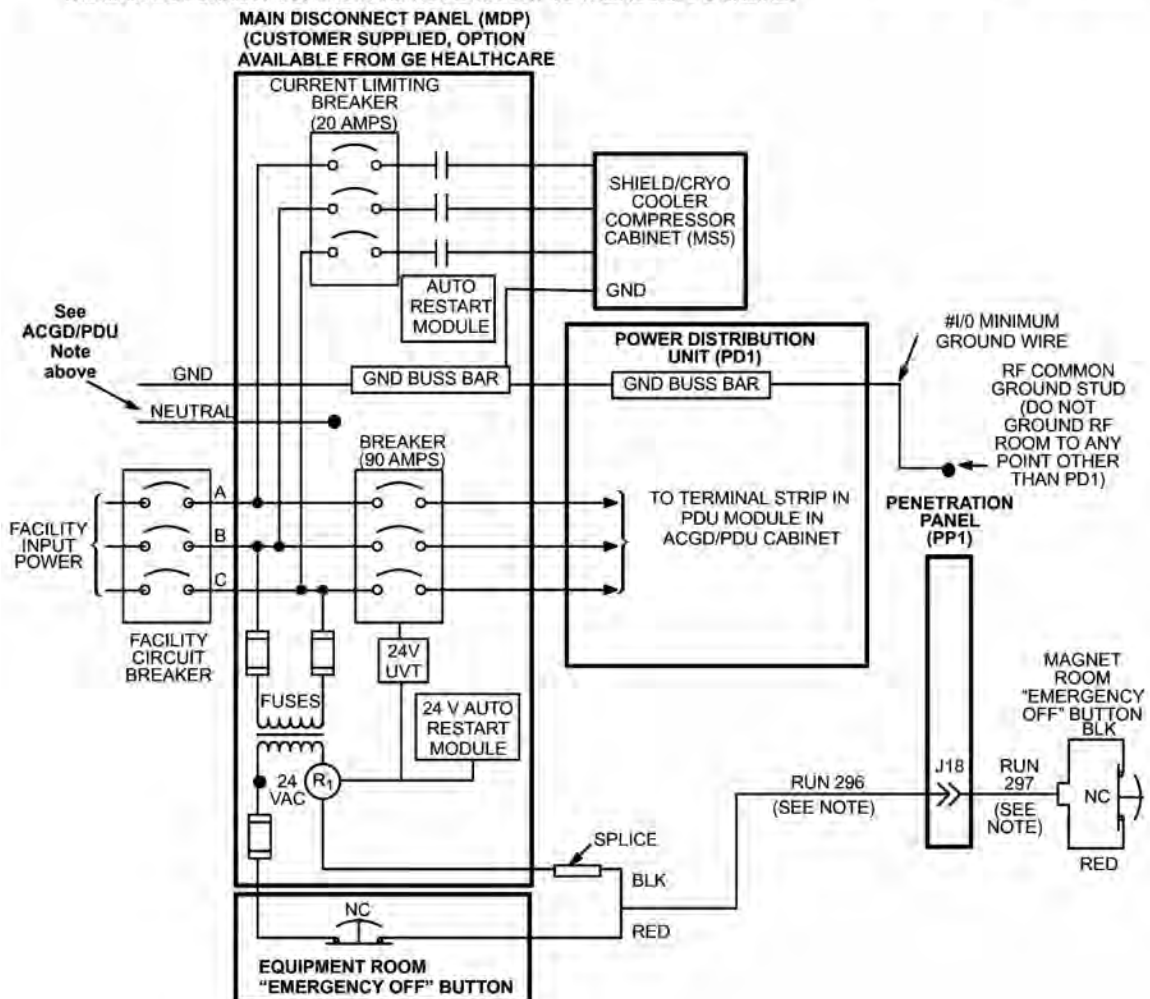 MAIN DISCONNECT PANEL (MDP)
(CUSTOMER SUPPLIED, OPTION
AVAILABLE FROM GE HEALTHCARE
CURRENT LIMITING
BREAKER
(20 AMPS)
SHIELD/CRYO
COOLER
COMPRESSOR
CABINET (MS5)
GND
AUTO
RESTART
MODULE
See
ACGD/PDU
Note
above
GND
GND BUSS BAR
NEUTRAL
POWER DISTRIBUTION
UNIT (PD1)
GND BUSS BAR
#I/0 MINIMUM
GROUND WIRE
RF COMMON
GROUND STUD
(DO NOT
GROUND RF
ROOM TO ANY
POINT OTHER
THAN PD1)
BREAKER
(90 AMPS)
A
B
C
FACILITY
INPUT
POWER
FACILITY
CIRCUIT
BREAKER
TO TERMINAL STRIP IN
PDU MODULE IN
ACGD/PDU CABINET
PENETRATION
PANEL
(PP1)
24V
UVT
FUSES
24 V AUTO
RESTART
MODULE
24
VAC
R1
MAGNET
ROOM
"EMERGENCY
OFF" BUTTON
BLK
NC
RED
J18
RUN 296
(SEE NOTE)
RUN
297
(SEE
NOTE)
SPLICE
BLK
RED
NC
EQUIPMENT ROOM
"EMERGENCY OFF" BUTTON